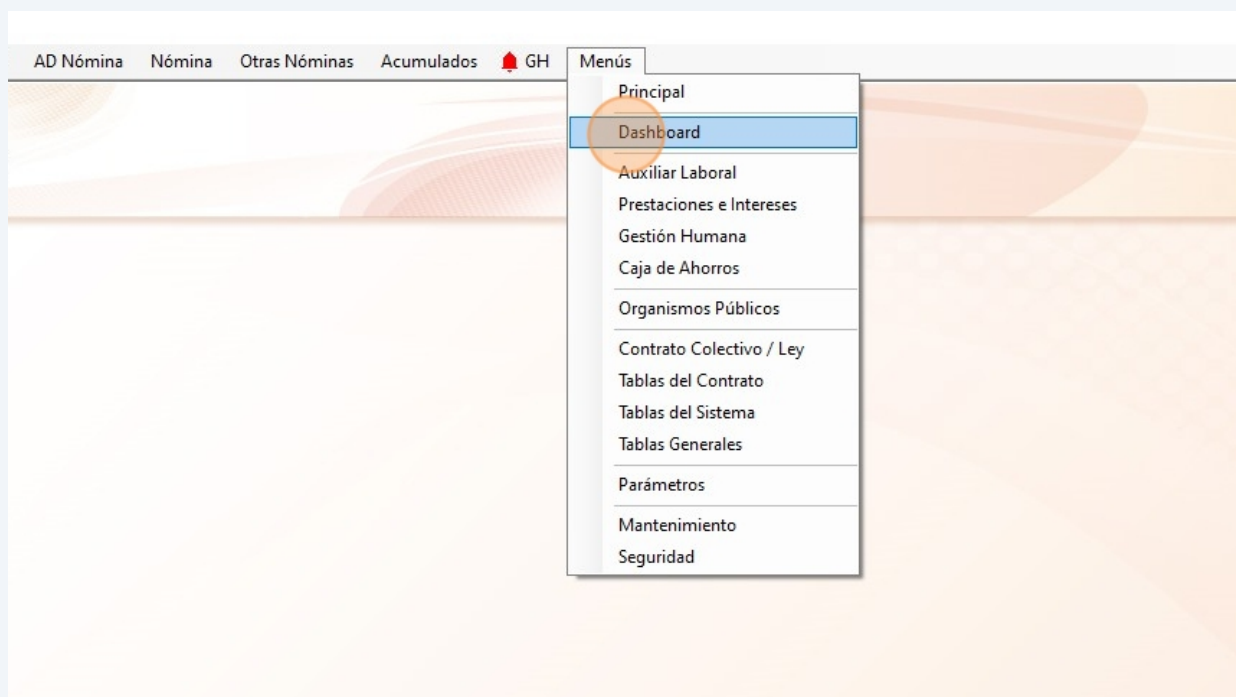 AD Nómina Nómina Otras Nóminas Acumulados GH Menús
Principal
Dashboard
Auxiliar Laboral
Prestaciones e Intereses
Gestión Humana
Caja de Ahorros
Organismos Públicos
Contrato Colectivo / Ley
Tablas del Contrato
Tablas del Sistema
Tablas Generales
Parámetros
Mantenimiento
Seguridad